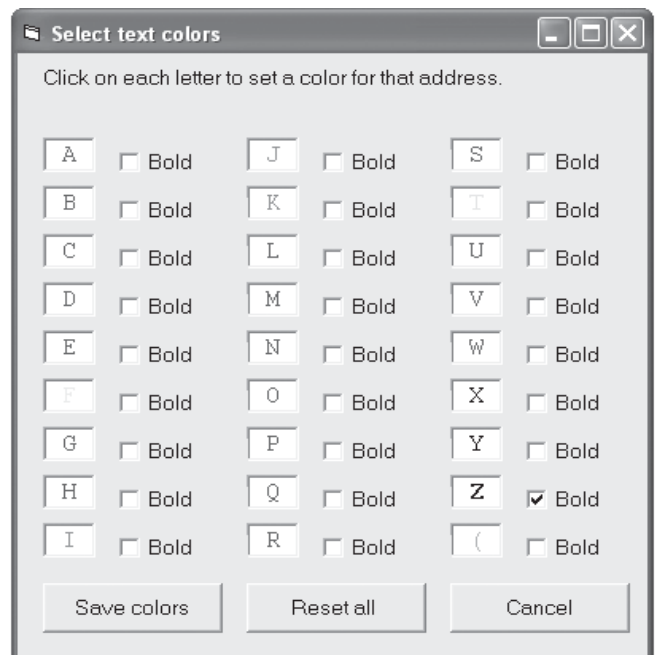 Select text colors
Click on each letter to set a color for that address.
A Bold J Bold S Bold
B Bold K Bold T Bold
C Bold L Bold U Bold
D Bold M Bold V Bold
E Bold N Bold W Bold
F Bold O Bold X Bold
G Bold P Bold Y Bold
H Bold Q Bold Z Bold
I Bold R Bold ( Bold
Save colors Reset all Cancel